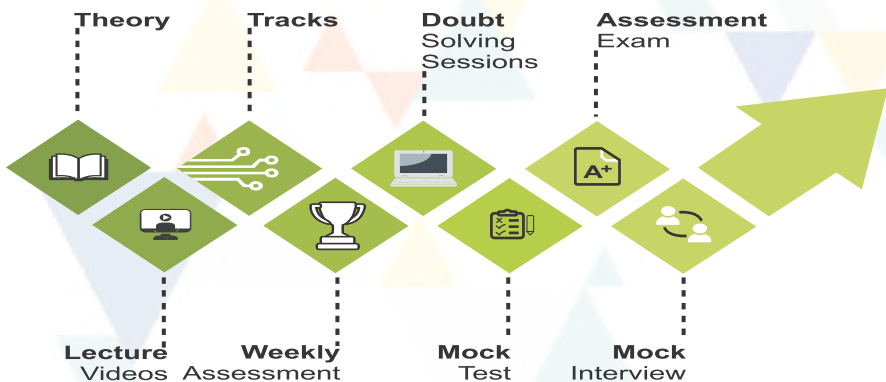 Theory
Tracks
Doubt
Solving
Sessions
Assessment
Exam
A+
Lecture
Videos
Weekly
Assessment
Mock
Test
Mock
Interview